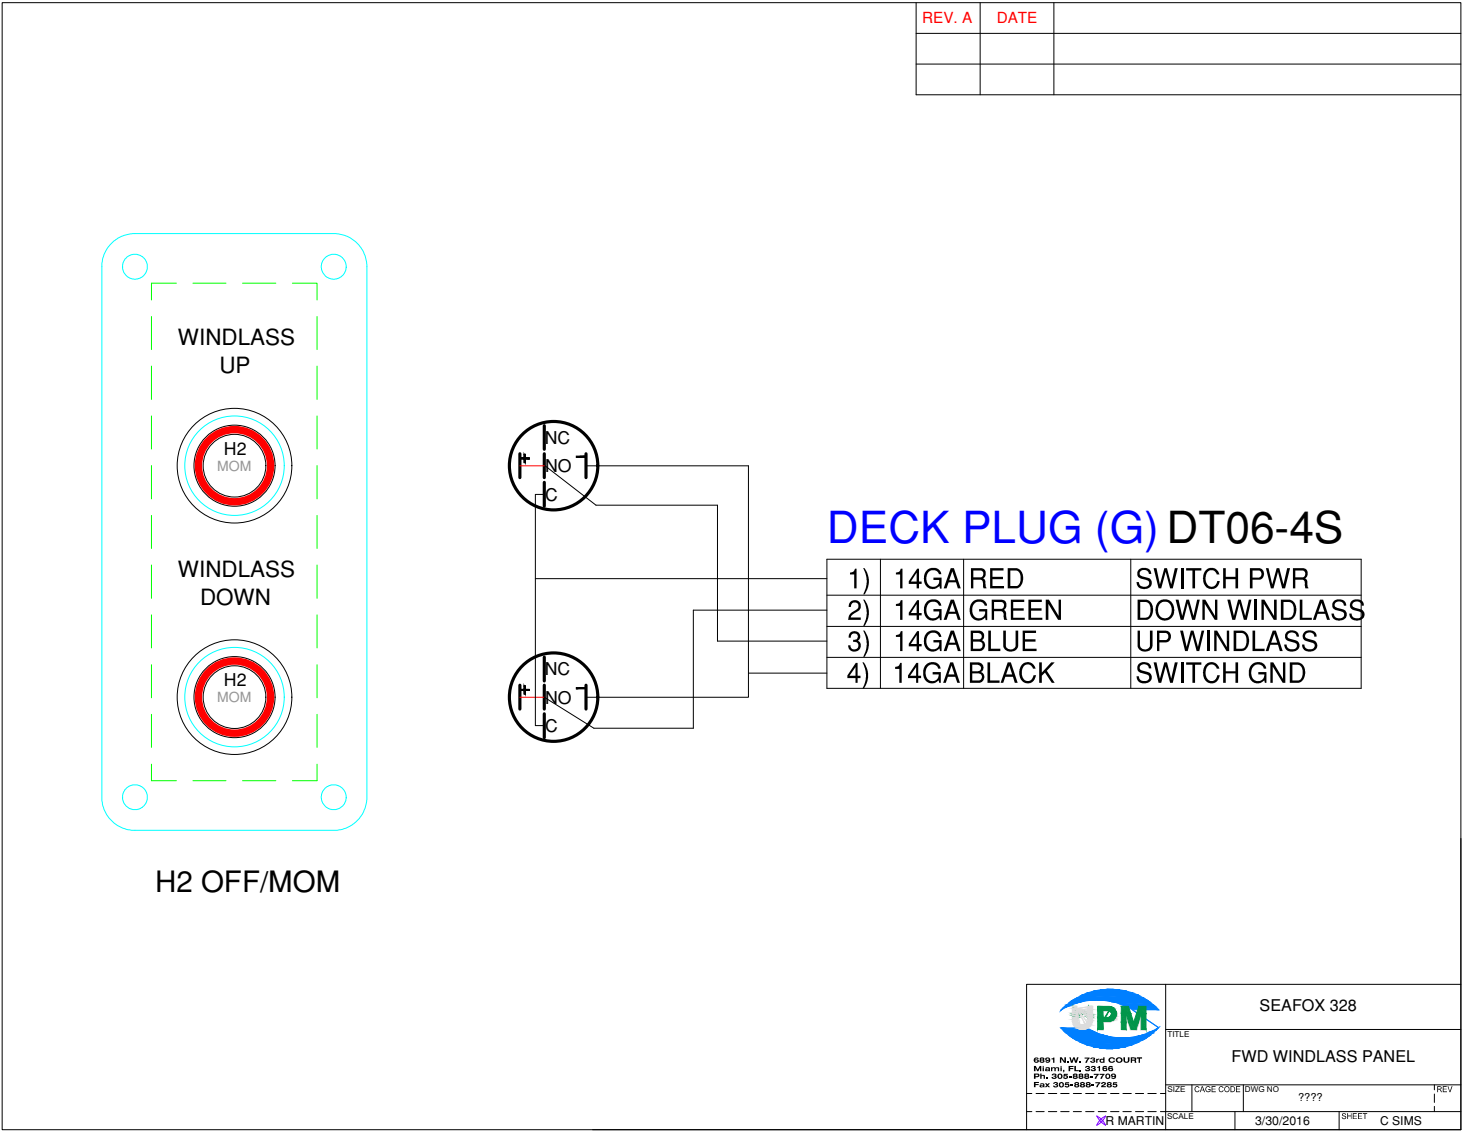 REV. A DATE
WINDLASS
UP
H2
MOM
WINDLASS
DOWN
H2
MOM
H2 OFF/MOM
NC
+ NO -
C
NC
+ NO -
C
DECK PLUG (G) DT06-4S
1) 14GA RED SWITCH PWR
2) 14GA GREEN DOWN WINDLASS
3) 14GA BLUE UP WINDLASS
4) 14GA BLACK SWITCH GND
PM
6891 N.W. 73rd COURT
Miami, FL, 33166
Ph. 305-888-7709
Fax 305-888-7285
R MARTIN
SEAFOX 328
TITLE
FWD WINDLASS PANEL
SIZE CAGE CODE DWG NO ???? REV
SCALE 3/30/2016 SHEET C SIMS